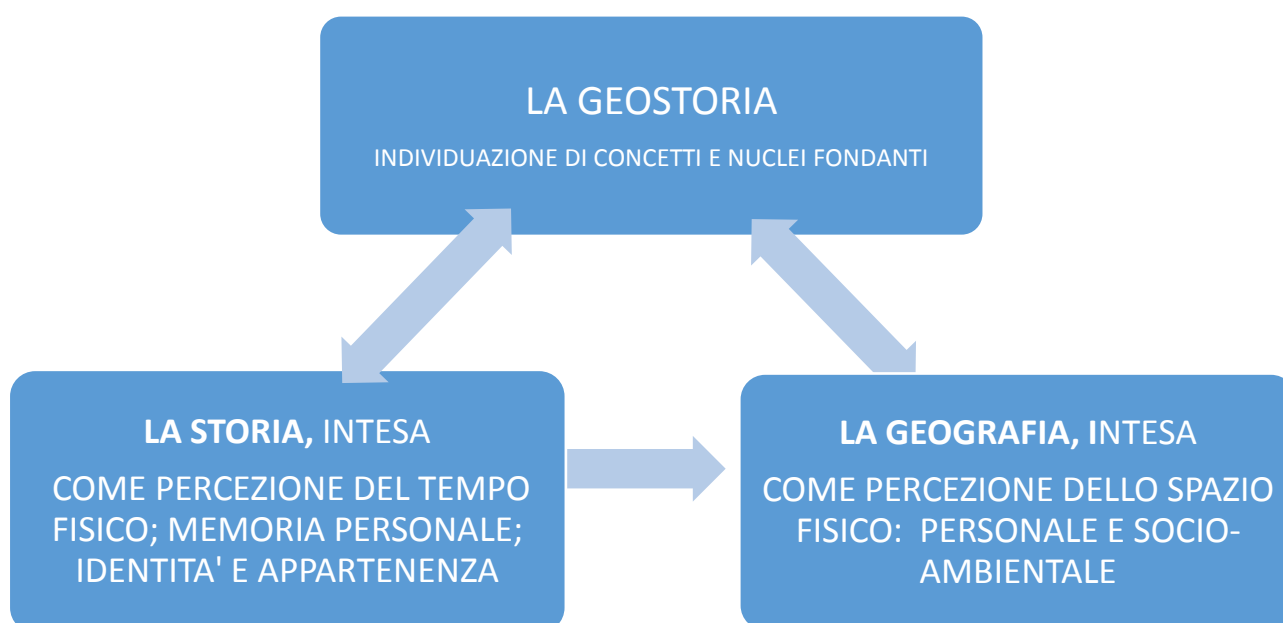 LA GEOSTORIA
INDIVIDUAZIONE DI CONCETTI E NUCLEI FONDANTI
LA STORIA, INTESA
COME PERCEZIONE DEL TEMPO
FISICO; MEMORIA PERSONALE;
IDENTITA' E APPARTENENZA
LA GEOGRAFIA, INTESA
COME PERCEZIONE DELLO SPAZIO
FISICO: PERSONALE E SOCIO-
AMBIENTALE